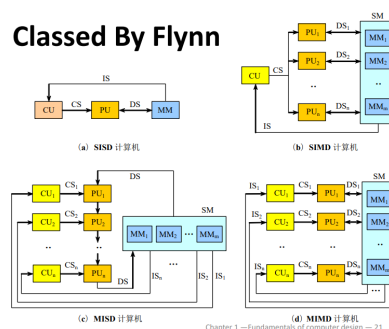 Classed By Flynn
IS
CU
CS
PU
DS
MM
(a) SISD 计算机
SM
CU
CS
PU1
DS1
MM1
PU2
DS2
MM2
..
..
PUn
DSn
MMm
IS
(b) SIMD 计算机
DS
CU1
CS1
PU1
SM
CU2
CS2
PU2
MM1
MM2
...
MMm
..
..
CUn
CSn
PUn
DS
ISn
...
IS2
IS1
(c) MISD 计算机
SM
IS1
CU1
CS1
PU1
DS1
MM1
IS2
CU2
CS2
PU2
DS2
MM2
..
..
..
ISn
CUn
CSn
PUn
DSn
MMm
...
(d) MIMD 计算机
Chapter 1 —Fundamentals of computer design — 21